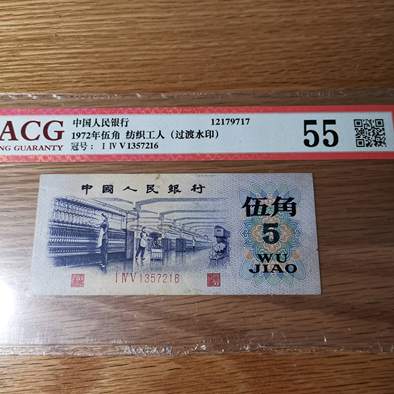 ACG
NG GUARANTY
中国人民银行 12179717
1972年伍角 纺织工人（过渡水印）
冠号： I IV V 1357216
55
中国人民银行
伍角
5
WU
JIAO
I IV V 1357216